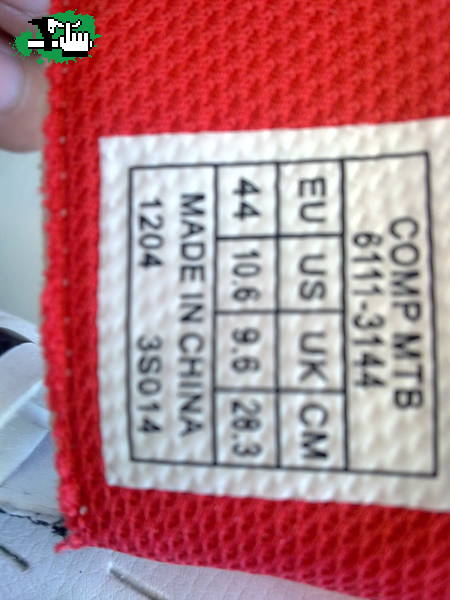 COMP MTB
6111-3144
EU US UK CM
44 10.6 9.6 28.3
MADE IN CHINA
1204 3S014